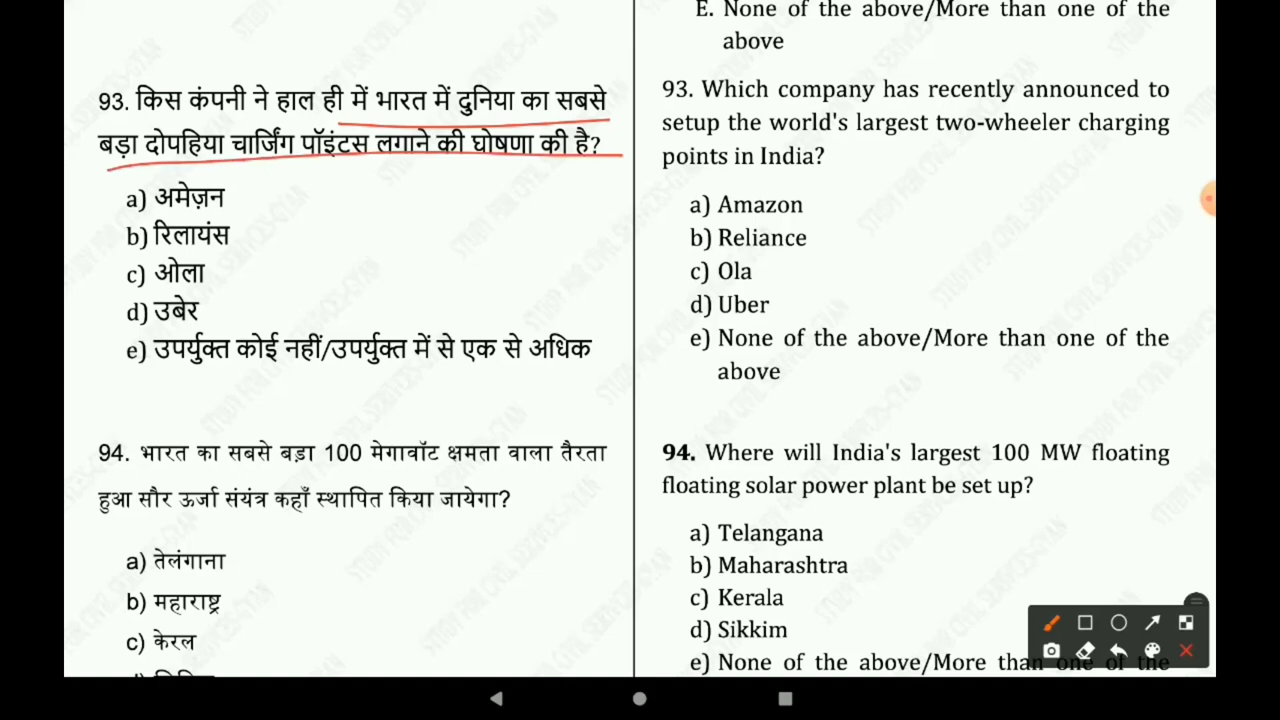 93. किस कंपनी ने हाल ही में भारत में दुनिया का सबसे
बड़ा दोपहिया चार्जिंग पॉइंटस लगाने की घोषणा की है?
a) अमेज़न
b) रिलायंस
c) ओला
d) उबेर
e) उपर्युक्त कोई नहीं/उपर्युक्त में से एक से अधिक
94. भारत का सबसे बड़ा 100 मेगावॉट क्षमता वाला तैरता
हुआ सौर ऊर्जा संयंत्र कहाँ स्थापित किया जायेगा?
a) तेलंगाना
b) महाराष्ट्र
c) केरल
E. None of the above/More than one of the
above
93. Which company has recently announced to
setup the world's largest two-wheeler charging
points in India?
a) Amazon
b) Reliance
c) Ola
d) Uber
e) None of the above/More than one of the
above
94. Where will India's largest 100 MW floating
floating solar power plant be set up?
a) Telangana
b) Maharashtra
c) Kerala
d) Sikkim
e) None of the above/More than one of the